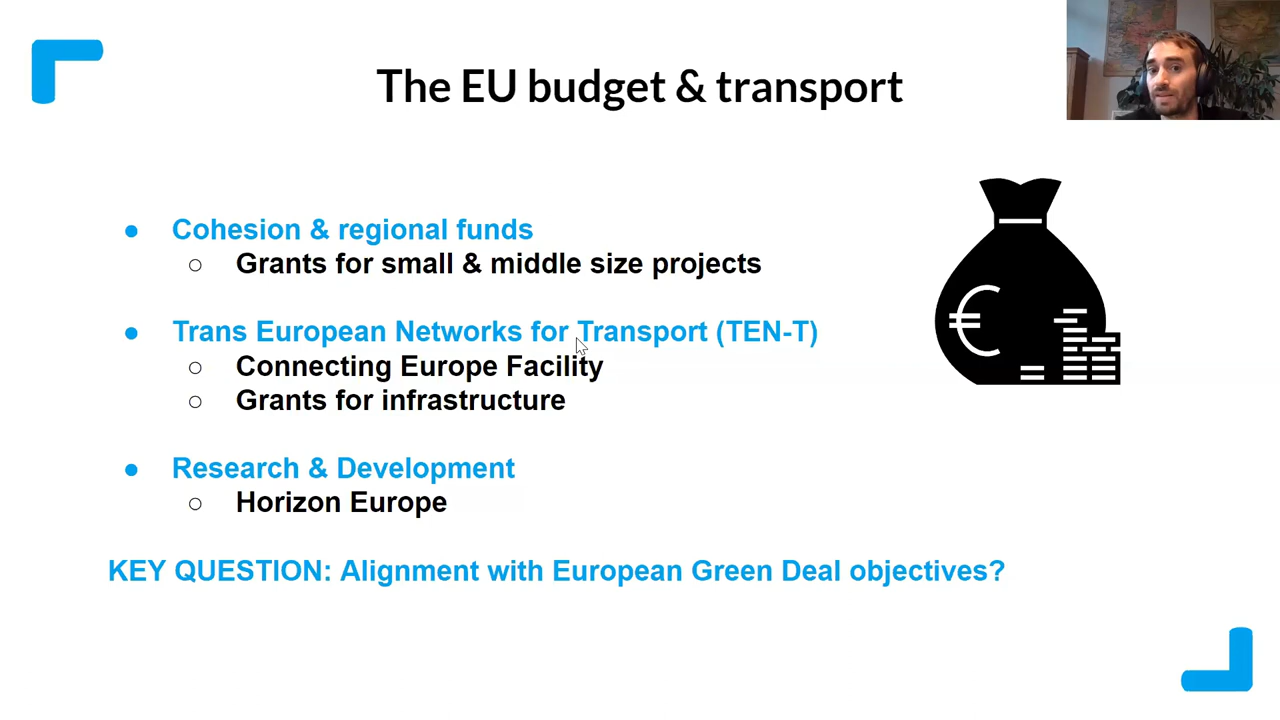 The EU budget & transport
● Cohesion & regional funds
○ Grants for small & middle size projects
● Trans European Networks for Transport (TEN-T)
○ Connecting Europe Facility
○ Grants for infrastructure
● Research & Development
○ Horizon Europe
KEY QUESTION: Alignment with European Green Deal objectives?
€